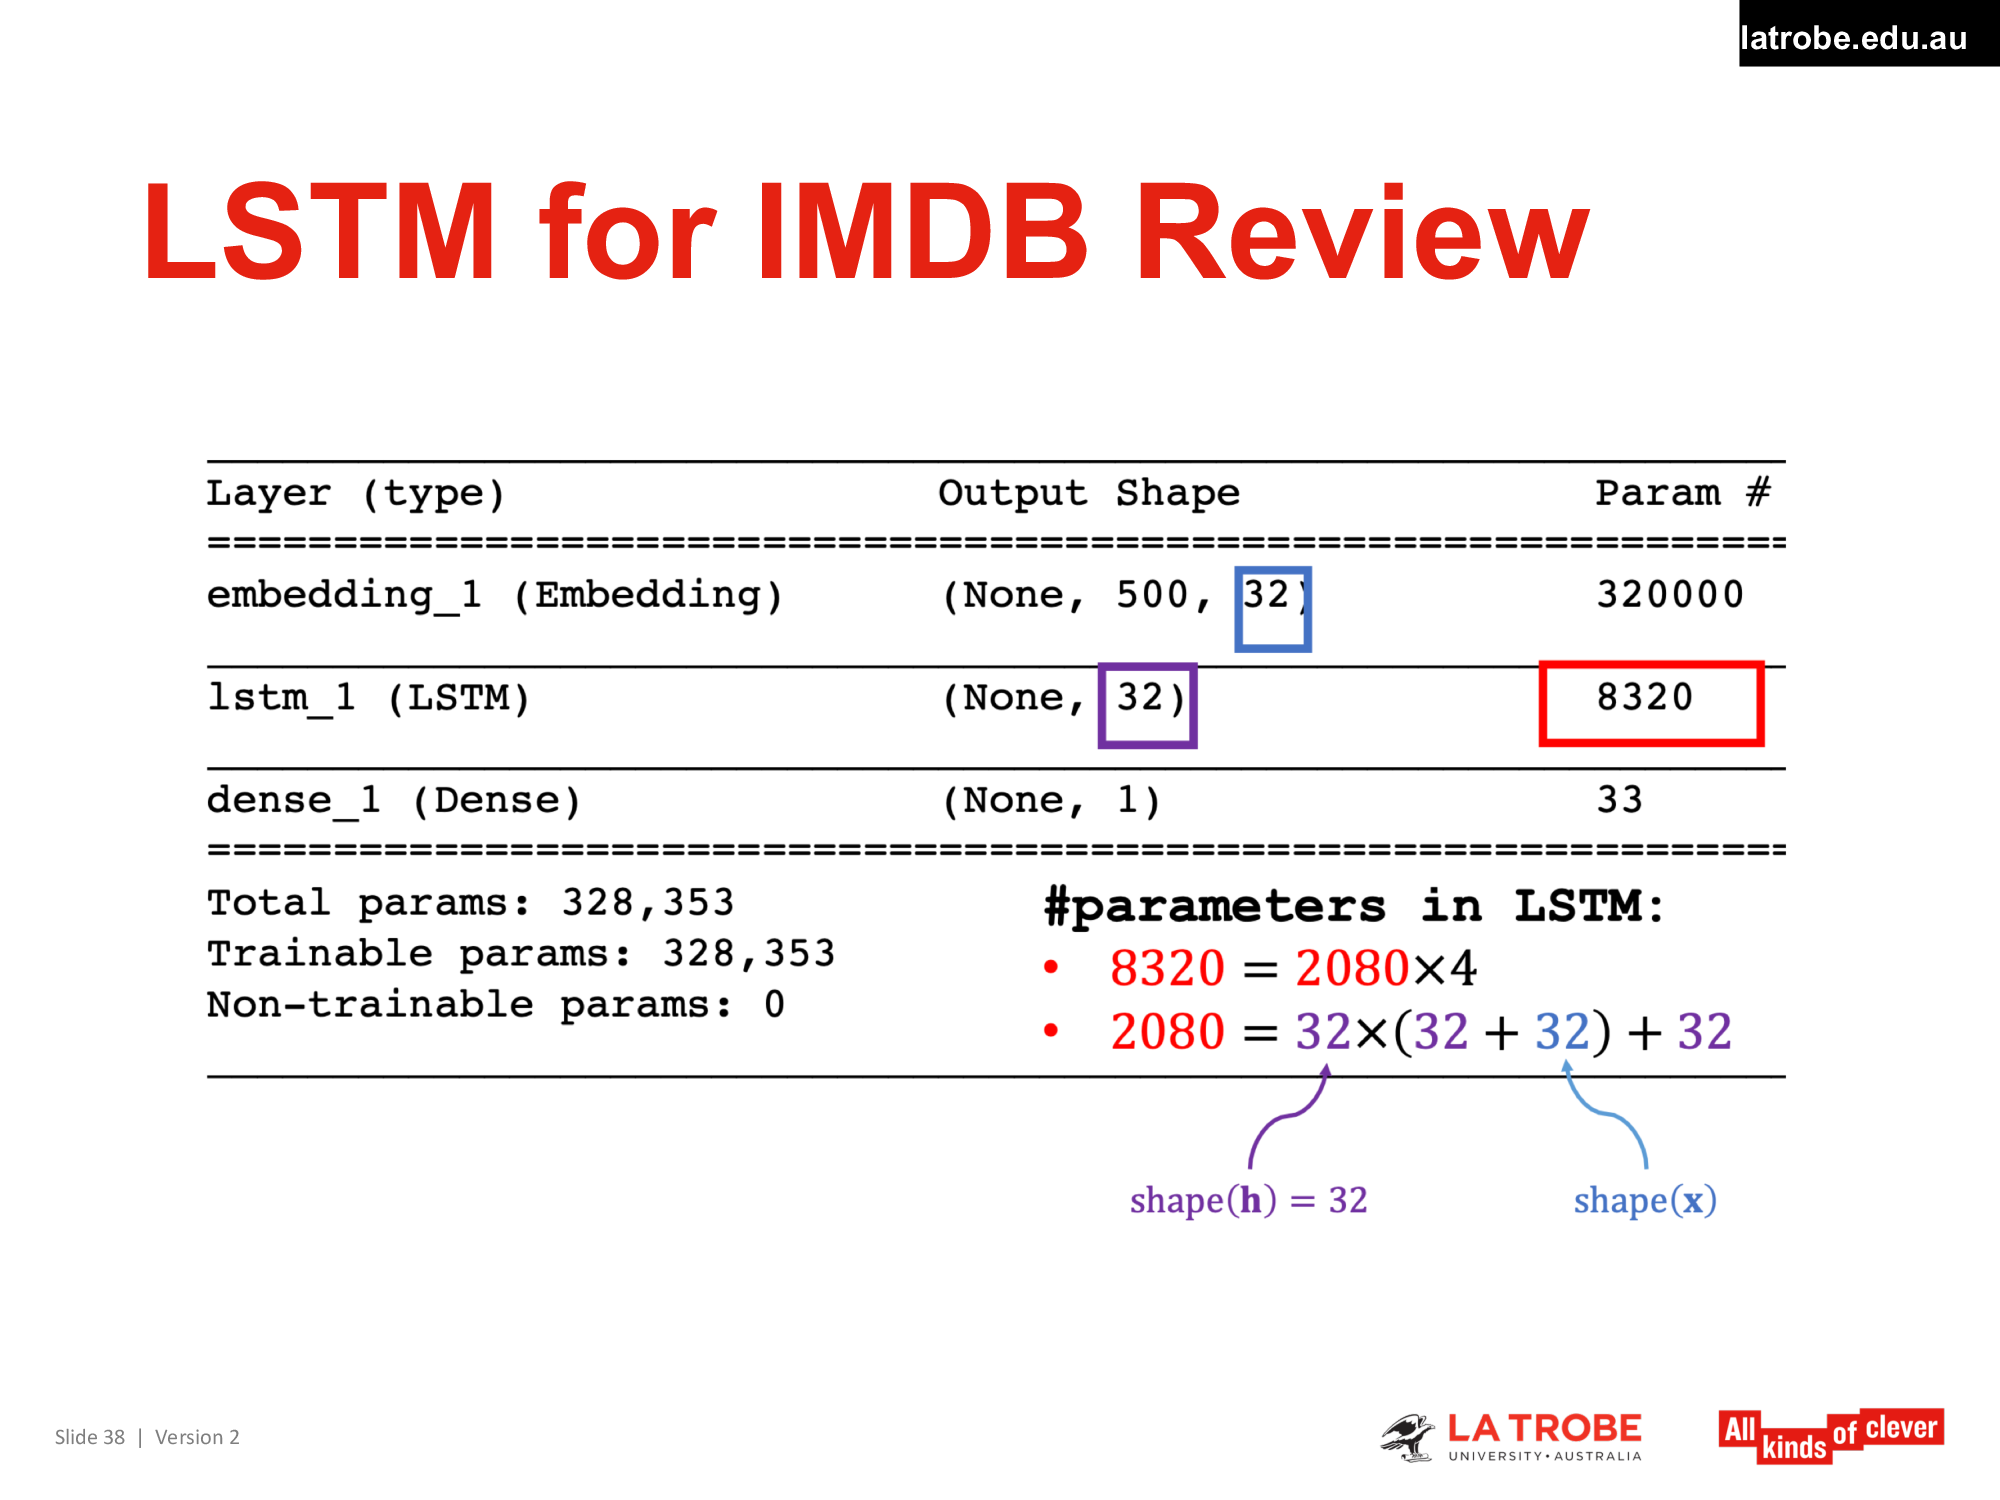 latrobe.edu.au
LSTM for IMDB Review
Layer (type) Output Shape Param #
=================================================================
embedding_1 (Embedding) (None, 500, 32) 320000
lstm_1 (LSTM) (None, 32) 8320
dense_1 (Dense) (None, 1) 33
=================================================================
Total params: 328,353
Trainable params: 328,353
Non-trainable params: 0
#parameters in LSTM:
• 8320 = 2080×4
• 2080 = 32×(32 + 32) + 32
shape(h) = 32 shape(x)
Slide 38 | Version 2
LA TROBE
UNIVERSITY • AUSTRALIA
All kinds of clever